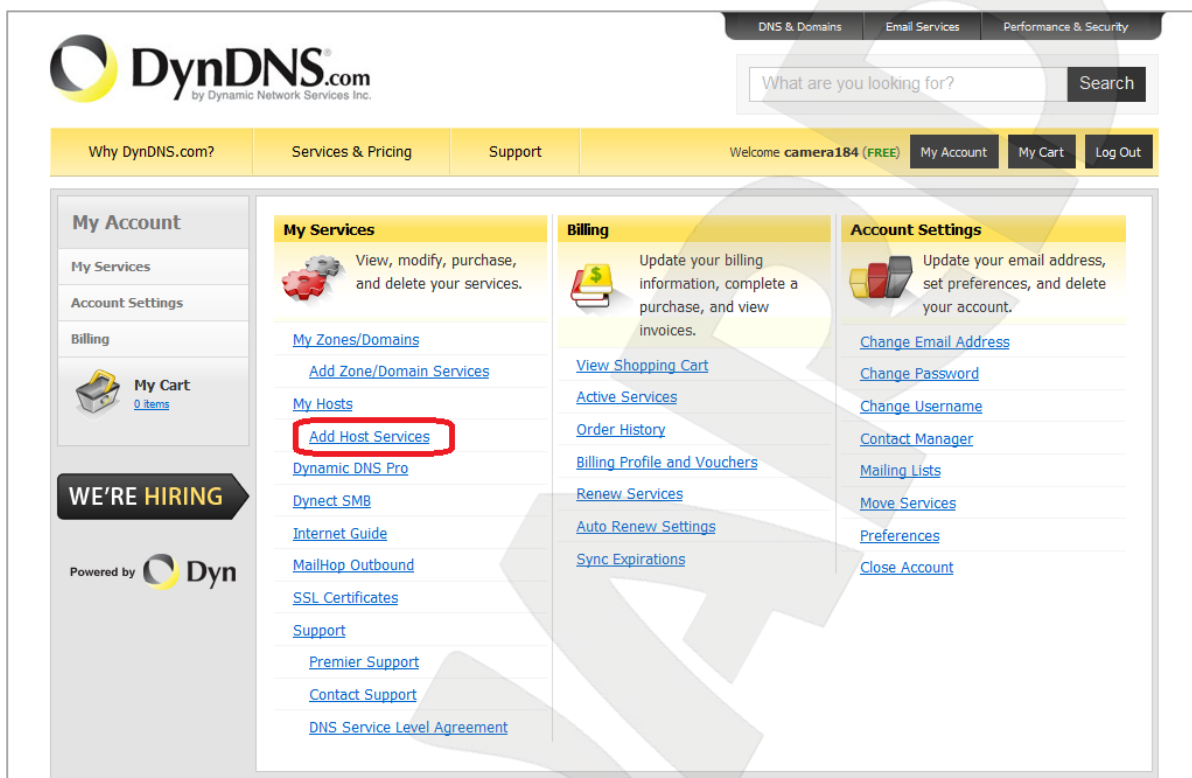 DNS & Domains
Email Services
Performance & Security
DynDNS.com
by Dynamic Network Services Inc.
What are you looking for?
Search
Why DynDNS.com?
Services & Pricing
Support
Welcome camera184 (FREE)
My Account
My Cart
Log Out
My Account
My Services
Account Settings
Billing
My Cart
0 items
WE'RE HIRING
Powered by Dyn
My Services
View, modify, purchase,
and delete your services.
My Zones/Domains
Add Zone/Domain Services
My Hosts
Add Host Services
Dynamic DNS Pro
Dynect SMB
Internet Guide
MailHop Outbound
SSL Certificates
Support
Premier Support
Contact Support
DNS Service Level Agreement
Billing
Update your billing
information, complete a
purchase, and view
invoices.
View Shopping Cart
Active Services
Order History
Billing Profile and Vouchers
Renew Services
Auto Renew Settings
Sync Expirations
Account Settings
Update your email address,
set preferences, and delete
your account.
Change Email Address
Change Password
Change Username
Contact Manager
Mailing Lists
Move Services
Preferences
Close Account